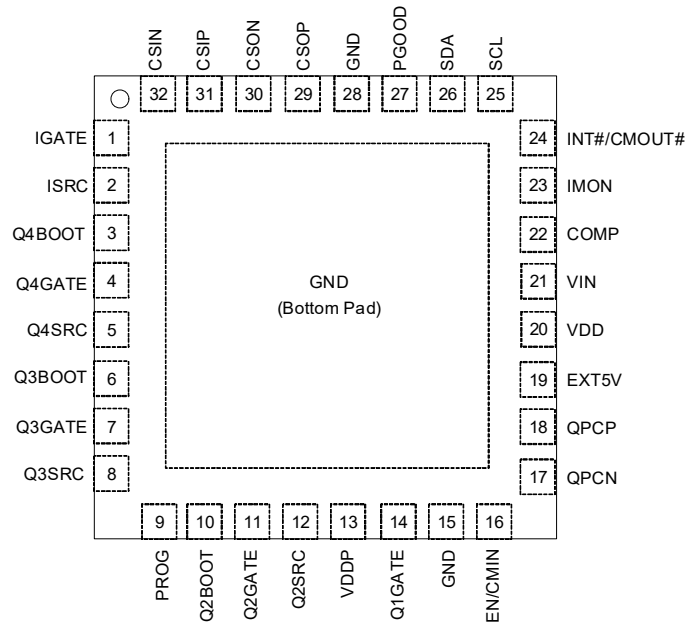 CSIN
CSIP
CSON
CSOP
GND
PGOOD
SDA
SCL
32
31
30
29
28
27
26
25
IGATE 1
24 INT#/CMOUT#
ISRC 2
23 IMON
Q4BOOT 3
22 COMP
Q4GATE 4
21 VIN
GND
(Bottom Pad)
Q4SRC 5
20 VDD
Q3BOOT 6
19 EXT5V
Q3GATE 7
18 QPCP
Q3SRC 8
17 QPCN
9
10
11
12
13
14
15
16
PROG
Q2BOOT
Q2GATE
Q2SRC
VDDP
Q1GATE
GND
EN/CMIN